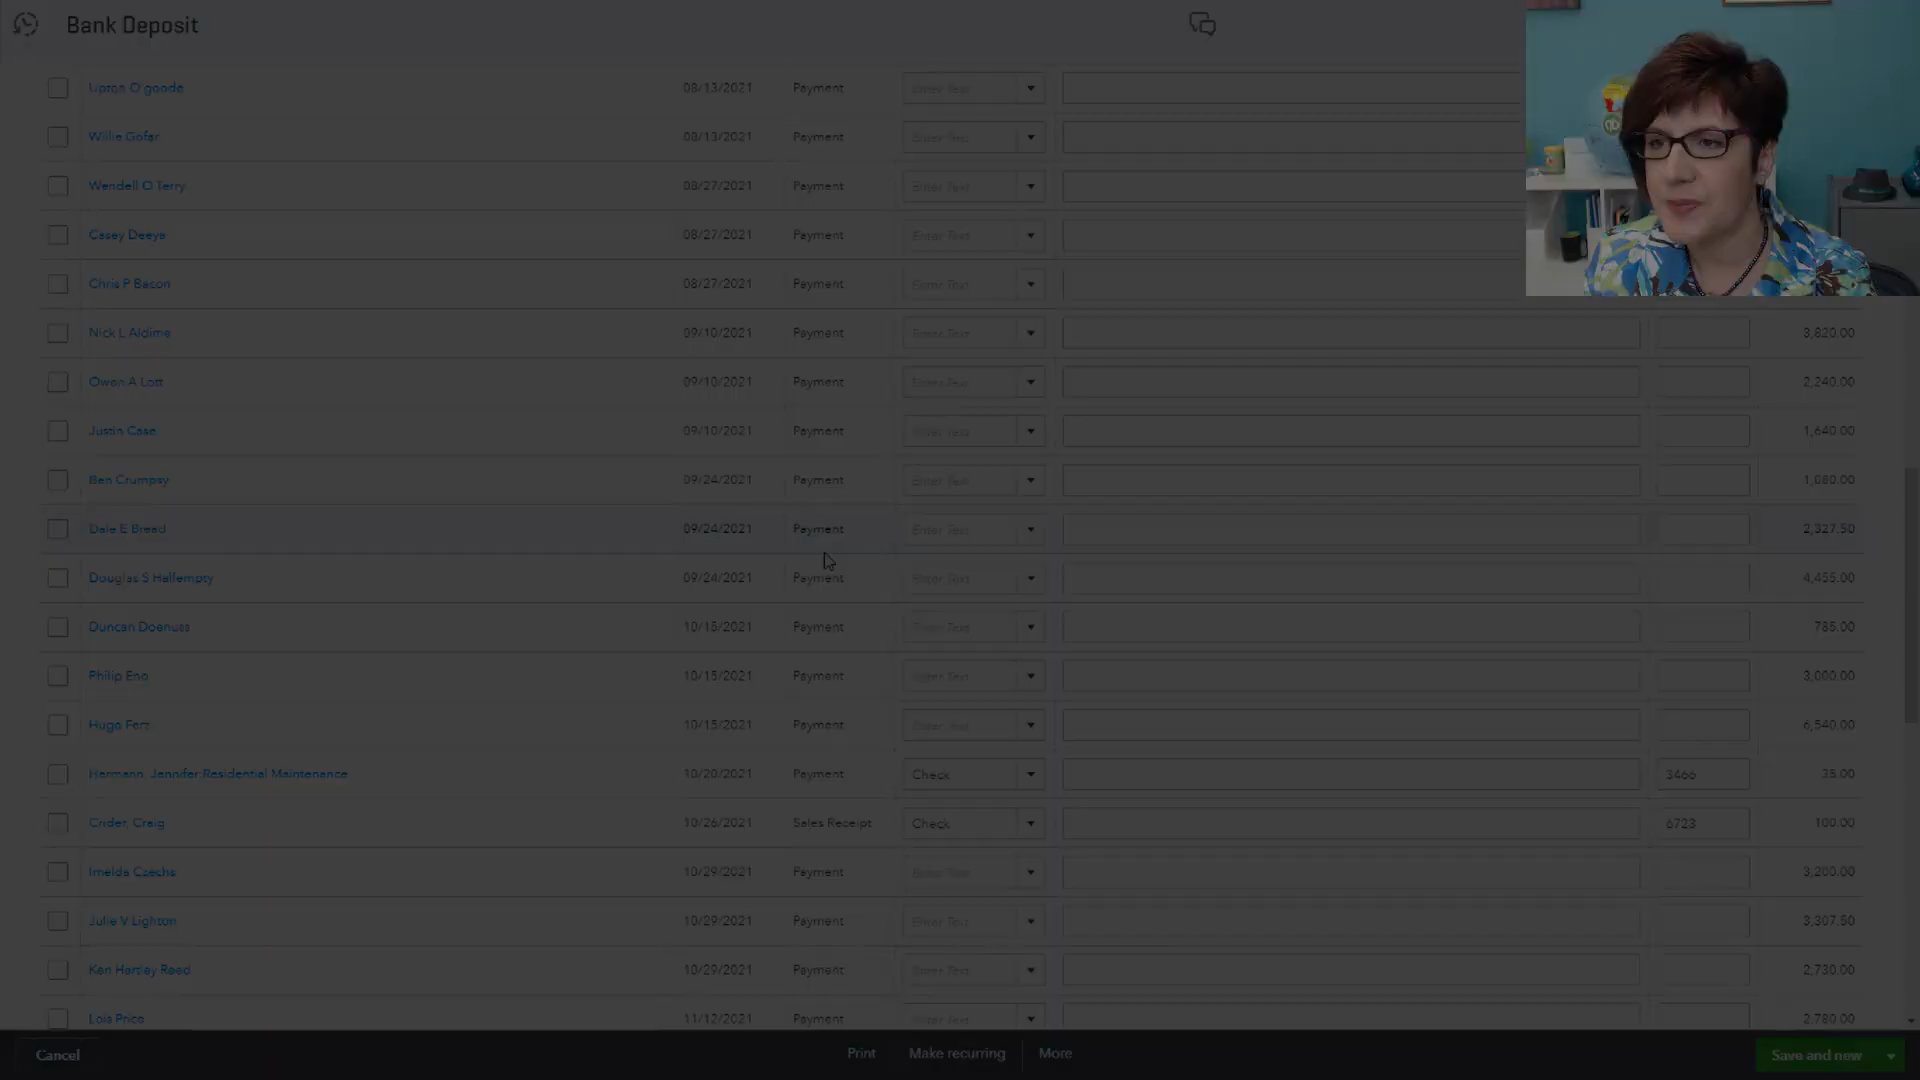 Bank Deposit
Upton O'goode 08/13/2021 Payment Enter Text
Willie Gofar 08/13/2021 Payment Enter Text
Wendell O Terry 08/27/2021 Payment Enter Text
Casey Deeya 08/27/2021 Payment Enter Text
Chris P Bacon 08/27/2021 Payment Enter Text
Nick L Aldime 09/10/2021 Payment Enter Text 3,820.00
Owen A Lott 09/10/2021 Payment Enter Text 2,240.00
Justin Case 09/10/2021 Payment Enter Text 1,640.00
Ben Crumpsy 09/24/2021 Payment Enter Text 1,080.00
Dale E Bread 09/24/2021 Payment Enter Text 2,327.50
Douglas S Halfempty 09/24/2021 Payment Enter Text 4,455.00
Duncan Doenuss 10/15/2021 Payment Enter Text 785.00
Philip Eno 10/15/2021 Payment Enter Text 3,000.00
Hugo 10/15/2021 Payment Enter Text 6,540.00
Hermann, Jennifer:Residential Maintenance 10/20/2021 Payment Check 3466 35.00
Crider, Craig 10/26/2021 Sales Receipt Check 6723 100.00
Imelda Czechs 10/29/2021 Payment Enter Text 3,200.00
Julie V Lighton 10/29/2021 Payment Enter Text 3,307.50
Ken Hartley Reed 10/29/2021 Payment Enter Text 2,730.00
Lois Price 11/12/2021 Payment Enter Text 2,780.00
Cancel Print Make recurring More Save and new